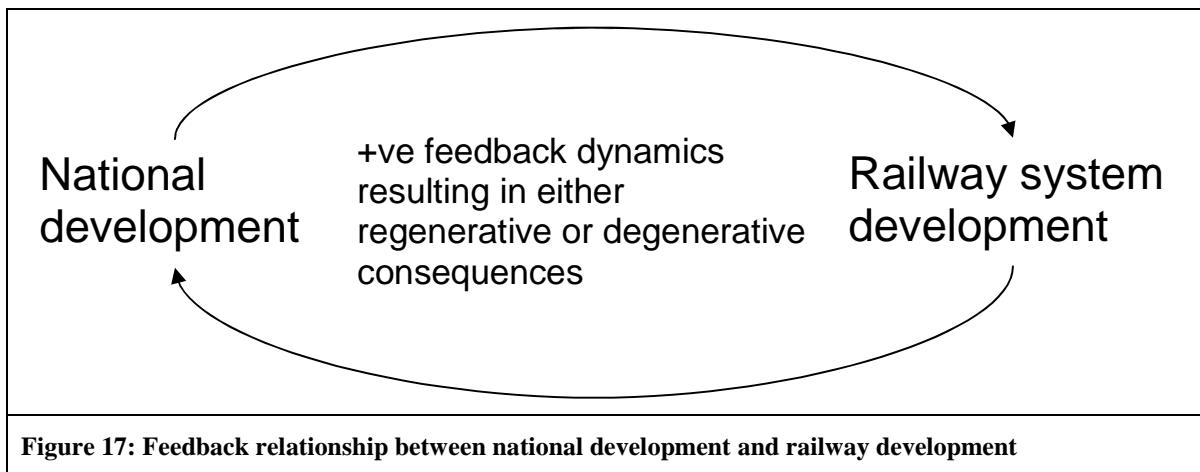 National
development
+ve feedback dynamics
resulting in either
regenerative or degenerative
consequences
Railway system
development
Figure 17: Feedback relationship between national development and railway development